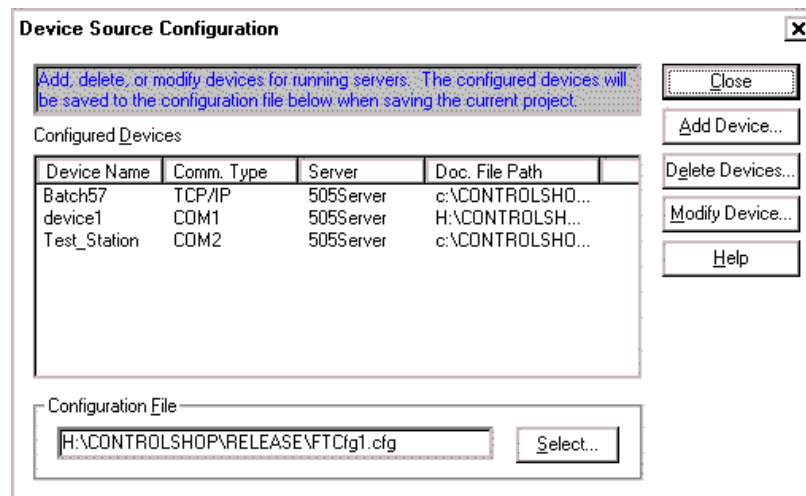 Device Source Configuration
Add, delete, or modify devices for running servers. The configured devices will
be saved to the configuration file below when saving the current project.
Close
Configured Devices
Add Device...
Device Name Comm. Type Server Doc. File Path
Delete Devices...
Batch57 TCP/IP 505Server c:\CONTROLSHO...
device1 COM1 505Server H:\CONTROLSH...
Modify Device...
Test_Station COM2 505Server c:\CONTROLSHO...
Help
Configuration File
H:\CONTROLSHOP\RELEASE\FTCfg1.cfg
Select...